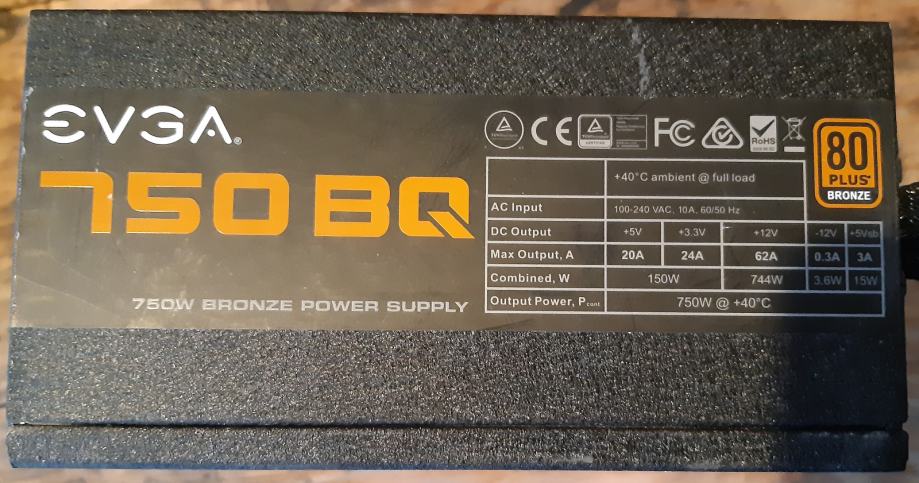 EVGA®
750 BQ
750W BRONZE POWER SUPPLY
CE FC RoHS
80 PLUS BRONZE
+40°C ambient @ full load
AC Input 100-240 VAC, 10A, 60/50 Hz
DC Output +5V +3.3V +12V -12V +5Vsb
Max Output, A 20A 24A 62A 0.3A 3A
Combined, W 150W 744W 3.6W 15W
Output Power, Pcont 750W @ +40°C